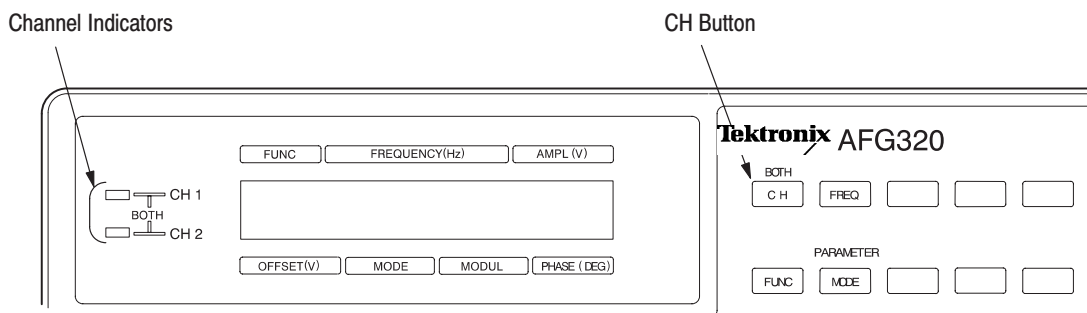 Channel Indicators
CH Button
Tektronix AFG320
FUNC FREQUENCY(Hz) AMPL (V)
CH 1
BOTH
CH 2
OFFSET(V) MODE MODUL PHASE (DEG)
BOTH
CH FREQ
PARAMETER
FUNC MODE